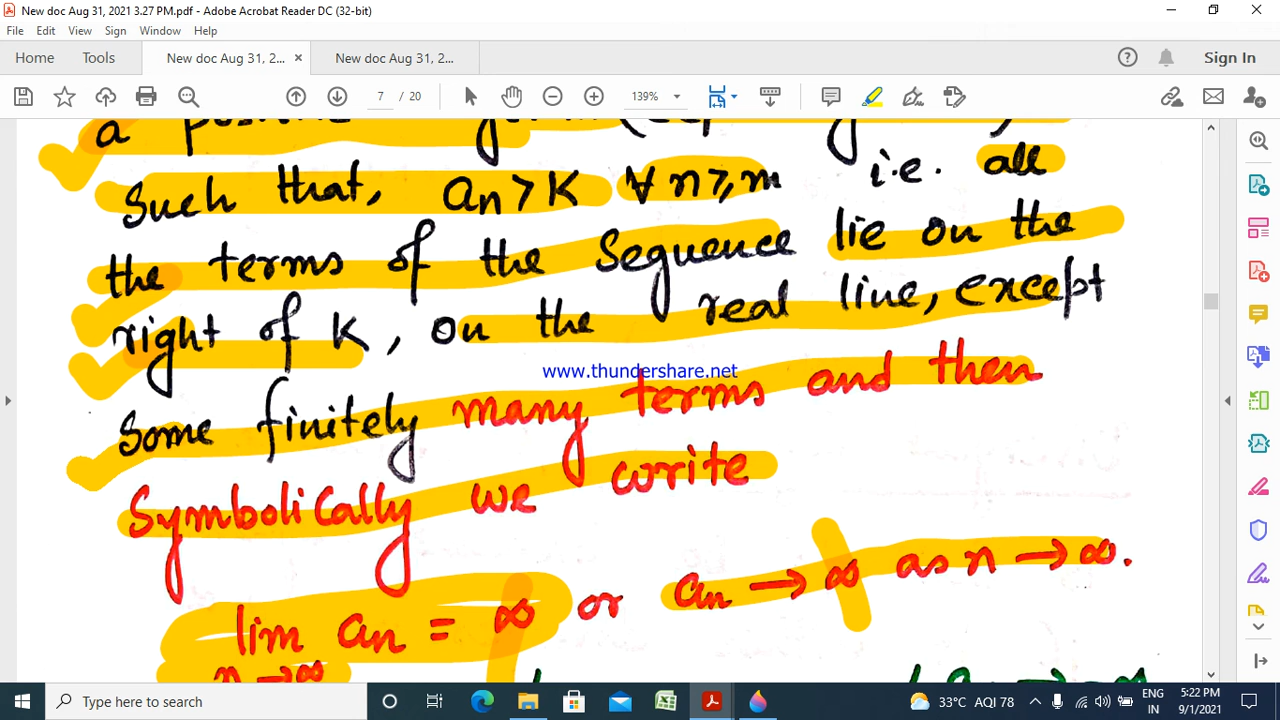 New doc Aug 31, 2021 3.27 PM.pdf - Adobe Acrobat Reader DC (32-bit)
File Edit View Sign Window Help
Home Tools New doc Aug 31, 2... × New doc Aug 31, 2... Sign In
7 / 20 139%
a
Such that, an > K ∀ n ≥ m i.e. all
the terms of the Sequence lie on the
right of K, on the real line, except
www.thundershare.net
Some finitely many terms and then
Symbolically we write
lim an = ∞ or an → ∞ as n → ∞.
n → ∞
Type here to search
33°C AQI 78 ENG IN 5:22 PM 9/1/2021